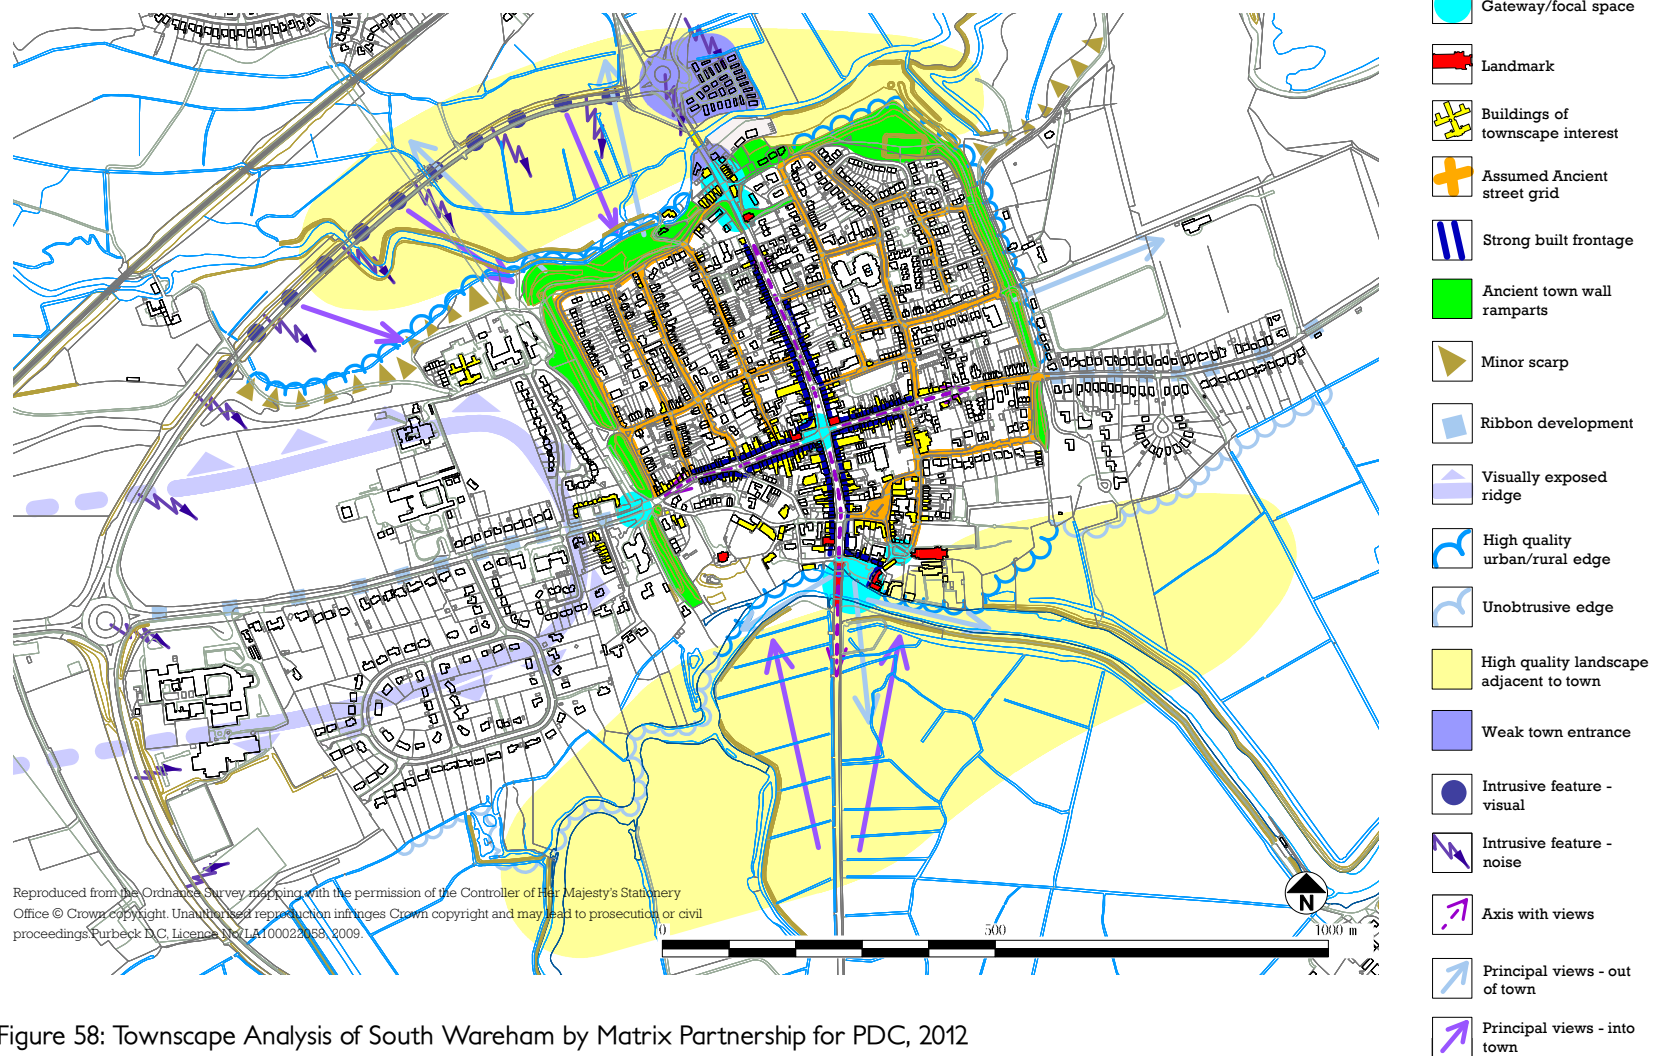 Gateway/focal space
Landmark
Buildings of
townscape interest
Assumed Ancient
street grid
Strong built frontage
Ancient town wall
ramparts
Minor scarp
Ribbon development
Visually exposed
ridge
High quality
urban/rural edge
Unobtrusive edge
High quality landscape
adjacent to town
Weak town entrance
Intrusive feature -
visual
Intrusive feature -
noise
Axis with views
Principal views - out
of town
Principal views - into
town
N
Reproduced from the Ordnance Survey mapping with the permission of the Controller of Her Majesty's Stationery
Office © Crown copyright. Unauthorised reproduction infringes Crown copyright and may lead to prosecution or civil
proceedings.Purbeck D.C, Licence No. LA100022058, 2009.
0 500 1000 m
Figure 58: Townscape Analysis of South Wareham by Matrix Partnership for PDC, 2012